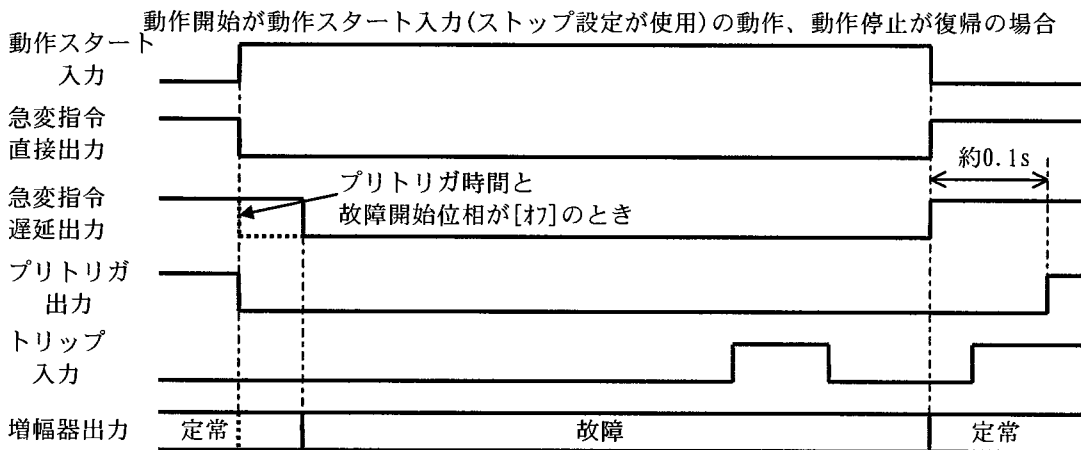 動作開始が動作スタート入力(ストップ設定が使用)の動作、動作停止が復帰の場合
動作スタート
入力
急変指令
直接出力
約0.1s
急変指令
遅延出力
プリトリガ時間と
故障開始位相が[ｵﾌ]のとき
プリトリガ
出力
トリップ
入力
増幅器出力
定常
故障
定常